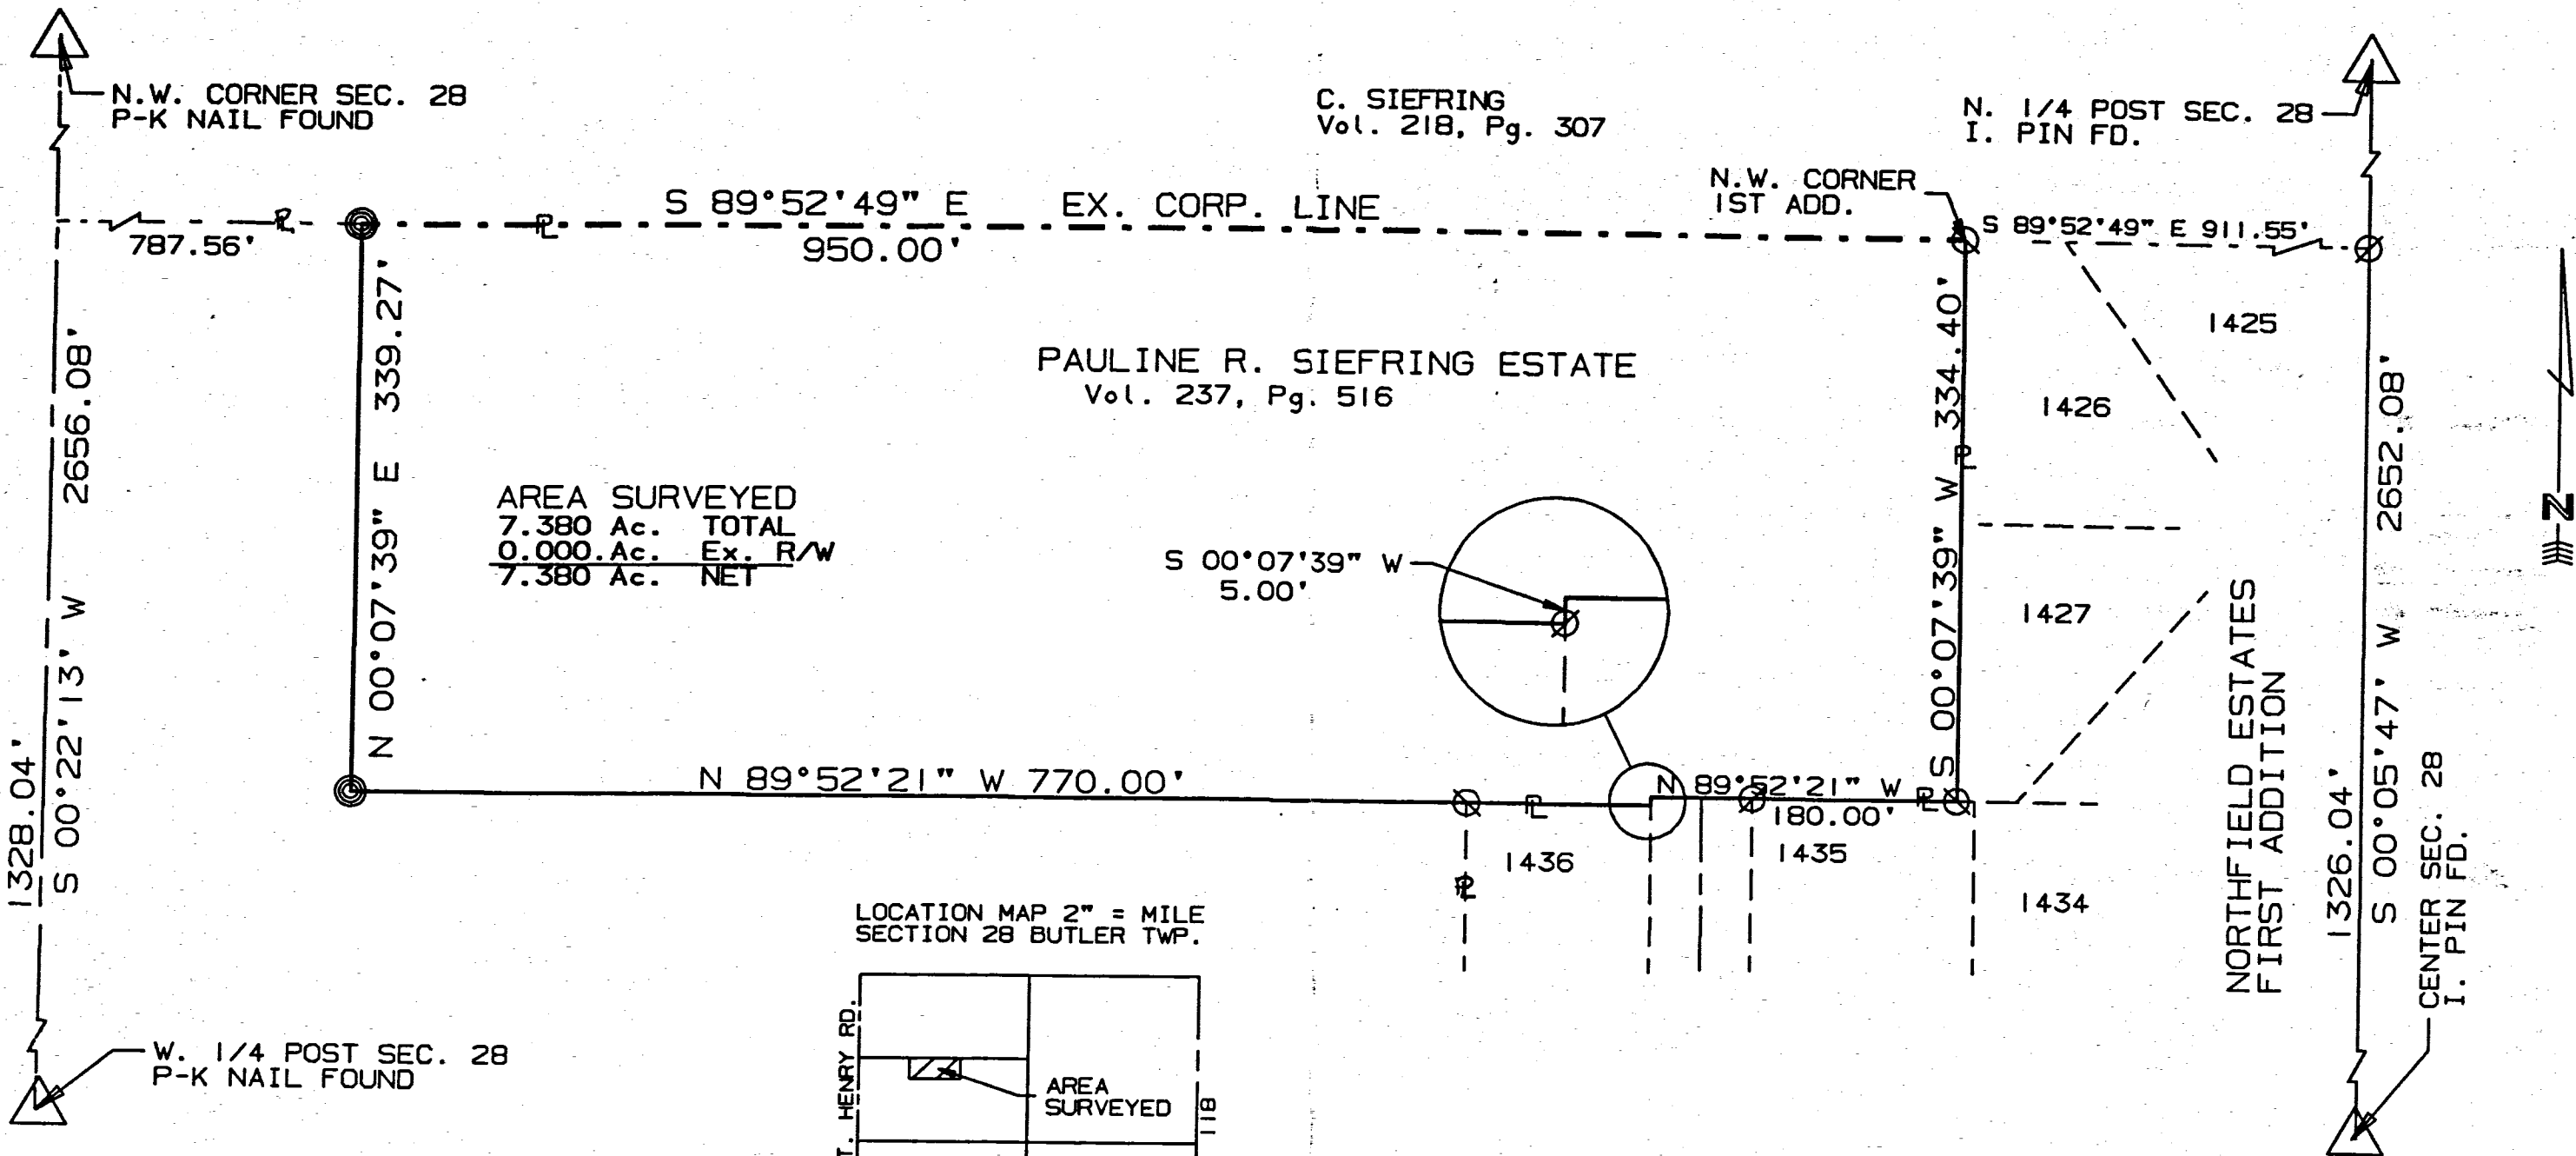 N.W. CORNER SEC. 28
P-K NAIL FOUND
C. SIEFRING
Vol. 218, Pg. 307
N. 1/4 POST SEC. 28
I. PIN FD.
N.W. CORNER
1ST ADD.
787.56'
S 89°52'49" E EX. CORP. LINE
950.00'
S 89°52'49" E 911.55'
2656.08'
S 00°22'13" W
1328.04'
N 00°07'39" E 339.27'
PAULINE R. SIEFRING ESTATE
Vol. 237, Pg. 516
AREA SURVEYED
7.380 Ac. TOTAL
0.000 Ac. Ex. R/W
7.380 Ac. NET
S 00°07'39" W
5.00'
S 00°07'39" W 334.40'
1425
1426
1427
NORTHFIELD ESTATES
FIRST ADDITION
2652.08'
S 00°05'47" W
1326.04'
N
N 89°52'21" W 770.00'
N 89°52'21" W
180.00'
1436
1435
1434
CENTER SEC. 28
I. PIN FD.
LOCATION MAP 2" = MILE
SECTION 28 BUTLER TWP.
T. HENRY RD.
AREA
SURVEYED
118
W. 1/4 POST SEC. 28
P-K NAIL FOUND